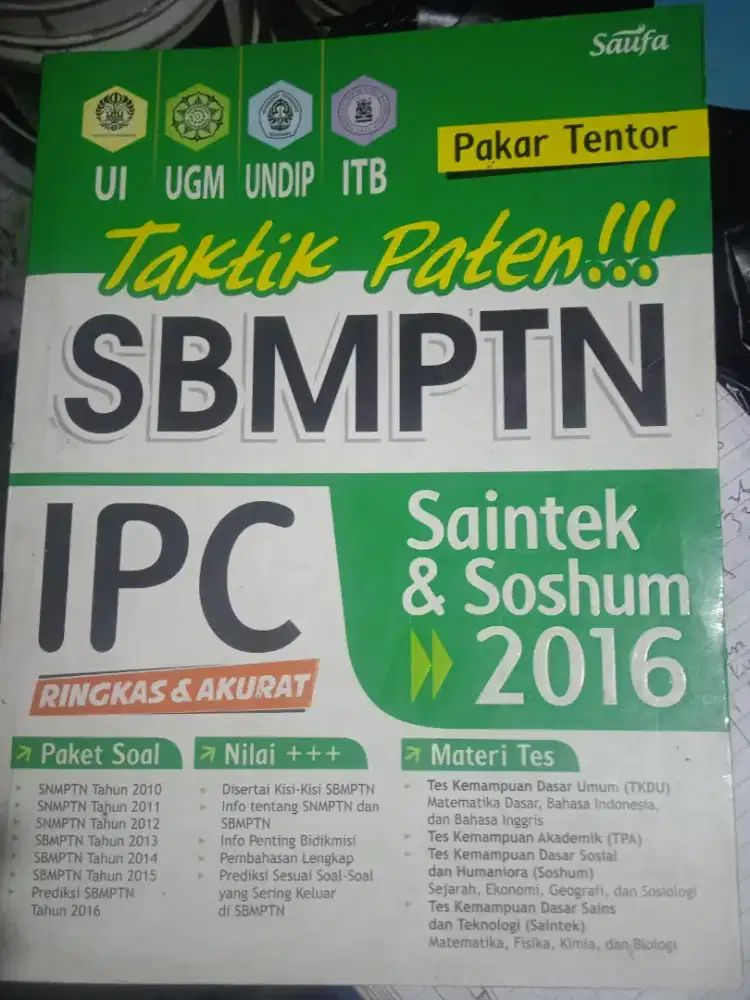 Saufa
UI UGM UNDIP ITB
Pakar Tentor
Taktik Paten!!!
SBMPTN
IPC
RINGKAS & AKURAT
Saintek
& Soshum
2016
Paket Soal
SNMPTN Tahun 2010
SNMPTN Tahun 2011
SNMPTN Tahun 2012
SBMPTN Tahun 2013
SBMPTN Tahun 2014
SBMPTN Tahun 2015
Prediksi SBMPTN
Tahun 2016
Nilai +++
Disertai Kisi-Kisi SBMPTN
Info tentang SNMPTN dan
SBMPTN
Info Penting Bidikmisi
Pembahasan Lengkap
Prediksi Sesuai Soal-Soal
yang Sering Keluar
di SBMPTN
Materi Tes
Tes Kemampuan Dasar Umum (TKDU)
Matematika Dasar, Bahasa Indonesia,
dan Bahasa Inggris
Tes Kemampuan Akademik (TPA)
Tes Kemampuan Dasar Sosial
dan Humaniora (Soshum)
Sejarah, Ekonomi, Geografi, dan Sosiologi
Tes Kemampuan Dasar Sains
dan Teknologi (Saintek)
Matematika, Fisika, Kimia, dan Biologi